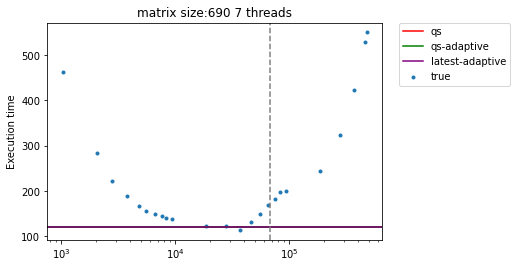 matrix size:690 7 threads
qs
qs-adaptive
latest-adaptive
true
Execution time
500
400
300
200
100
10³
10⁴
10⁵